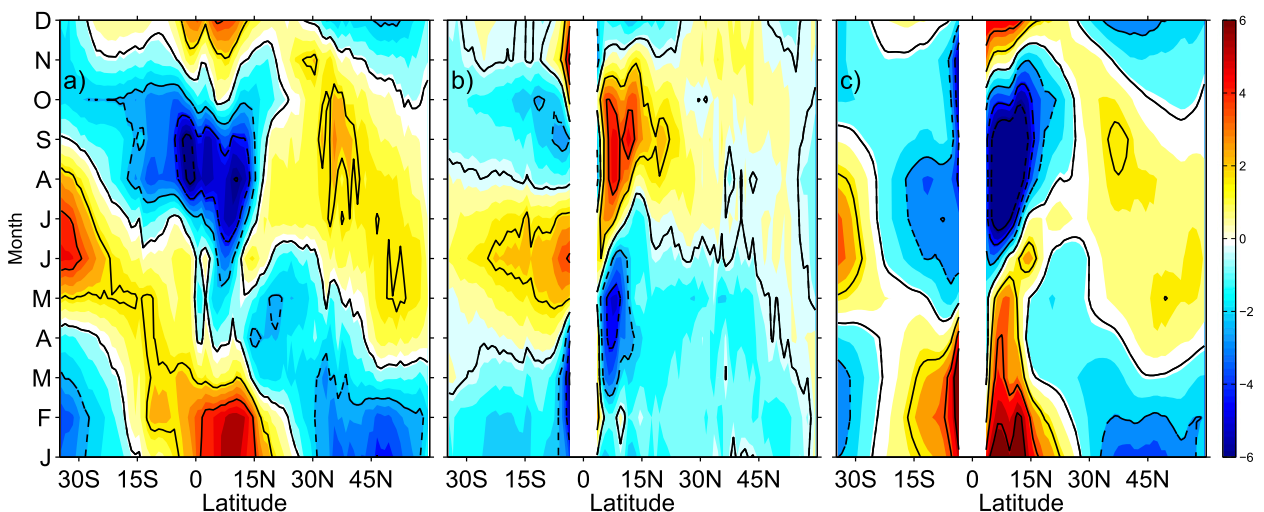 D
N
O
S
A
J
J
M
A
M
F
J
Month
a)
b)
c)
30S 15S 0 15N 30N 45N
30S 15S 0 15N 30N 45N
30S 15S 0 15N 30N 45N
Latitude
Latitude
Latitude
6
4
2
0
−2
−4
−6